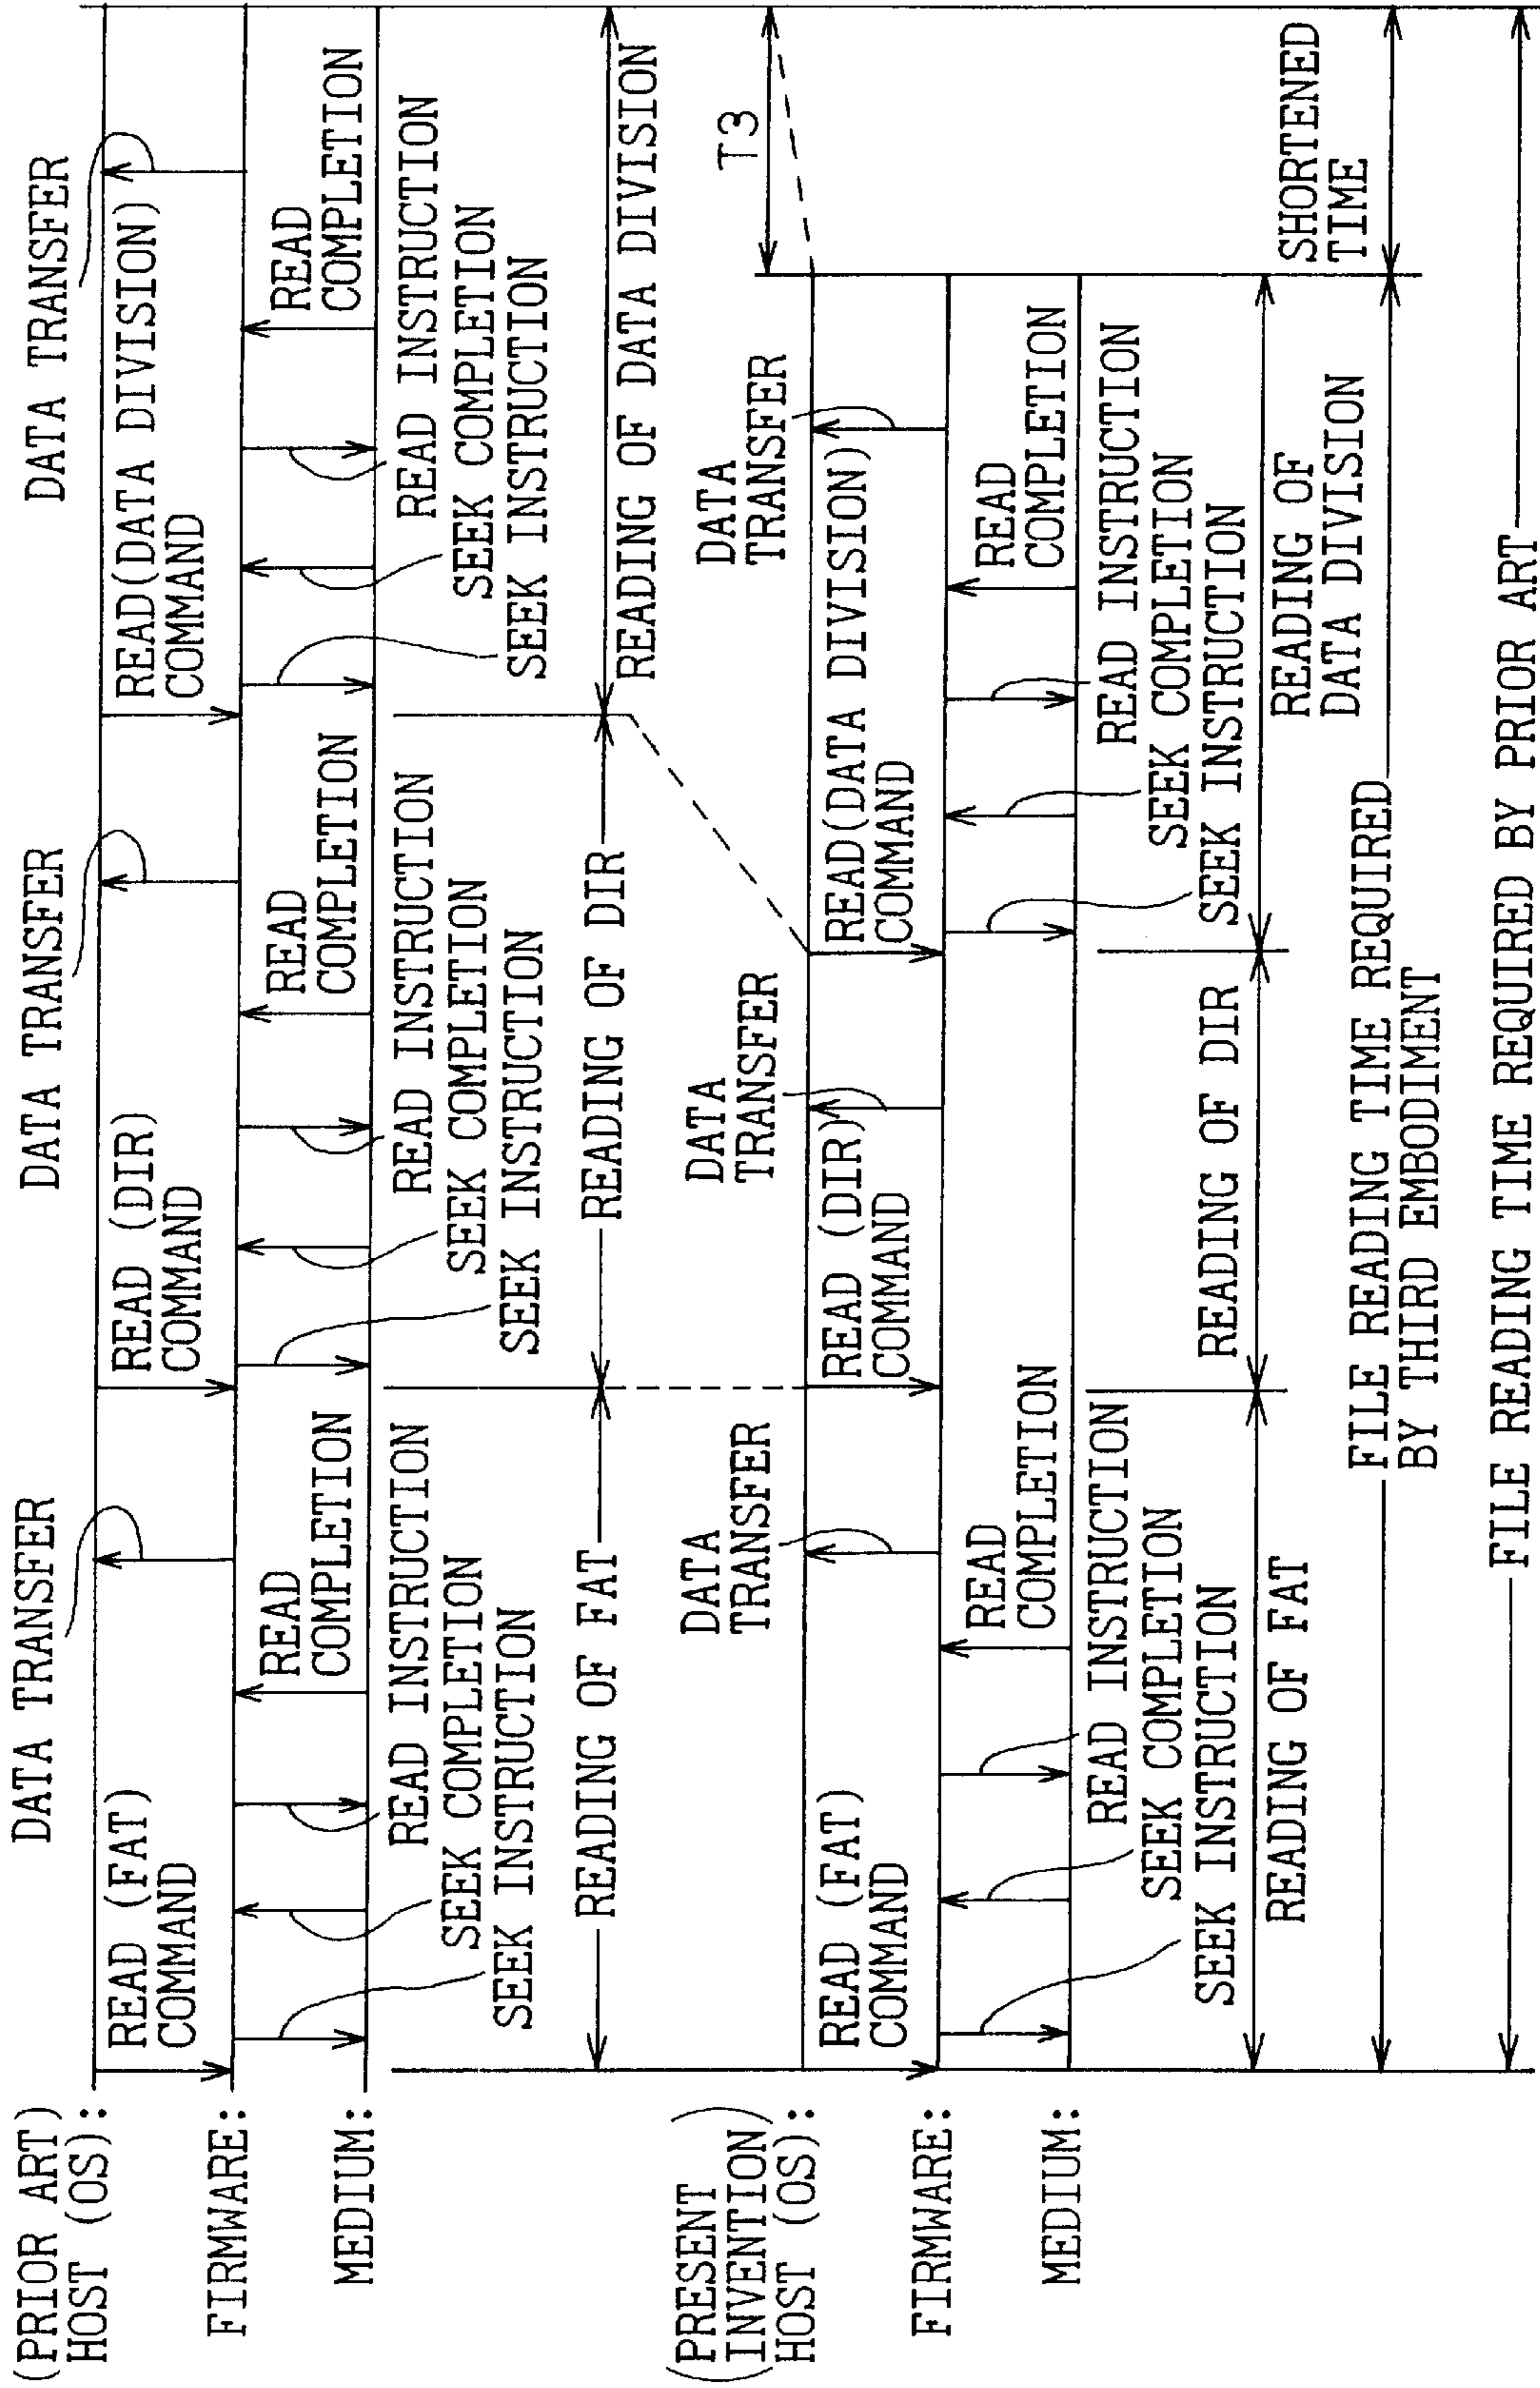 (PRIOR ART)
HOST (OS):
FIRMWARE:
MEDIUM:
DATA TRANSFER
DATA TRANSFER
DATA TRANSFER
READ (FAT)
COMMAND
READ (DIR)
COMMAND
READ(DATA DIVISION)
COMMAND
READ
COMPLETION
READ
COMPLETION
READ
COMPLETION
READ INSTRUCTION
SEEK COMPLETION
SEEK INSTRUCTION
READ INSTRUCTION
SEEK COMPLETION
SEEK INSTRUCTION
READ INSTRUCTION
SEEK COMPLETION
SEEK INSTRUCTION
READING OF FAT
READING OF DIR
READING OF DATA DIVISION
(PRESENT
INVENTION)
HOST (OS):
FIRMWARE:
MEDIUM:
DATA
TRANSFER
DATA
TRANSFER
DATA
TRANSFER
T3
READ (FAT)
COMMAND
READ (DIR)
COMMAND
READ(DATA DIVISION)
COMMAND
READ
COMPLETION
READ
COMPLETION
READ INSTRUCTION
SEEK COMPLETION
SEEK INSTRUCTION
READ INSTRUCTION
SEEK COMPLETION
SEEK INSTRUCTION
READING OF FAT
READING OF DIR
READING OF
DATA DIVISION
SHORTENED
TIME
FILE READING TIME REQUIRED
BY THIRD EMBODIMENT
FILE READING TIME REQUIRED BY PRIOR ART